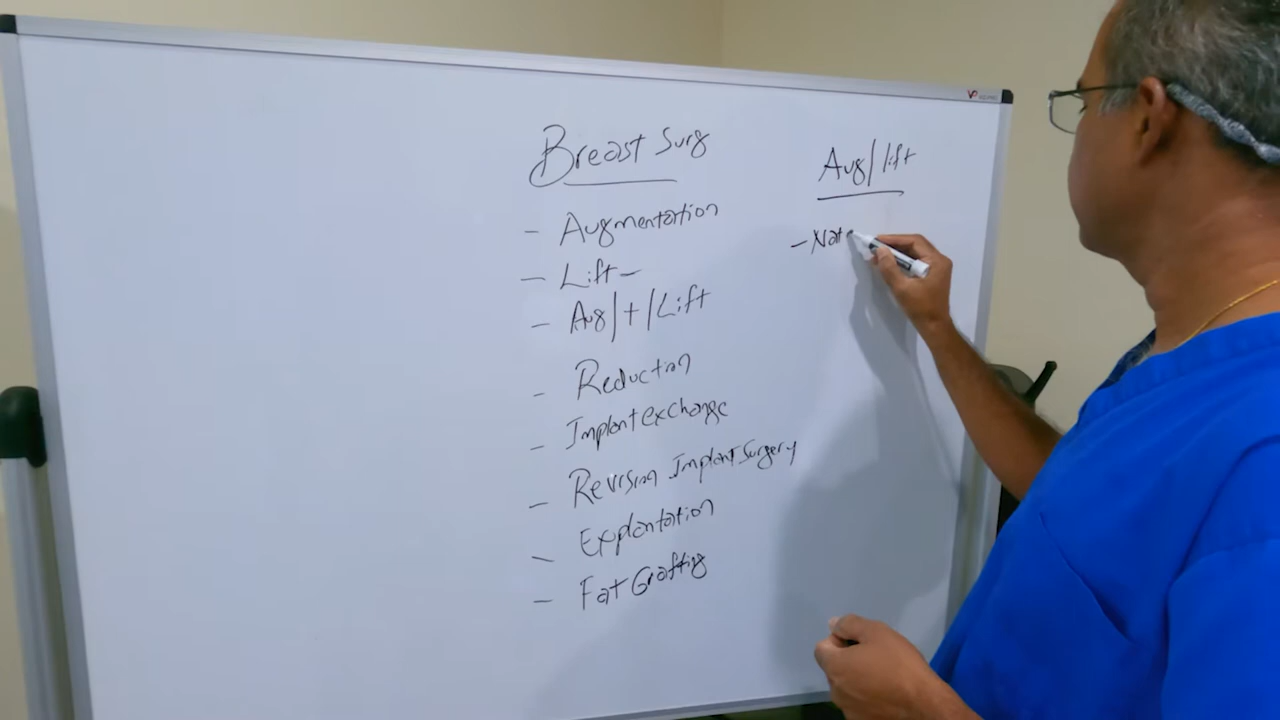 Breast Surg
- Augmentation
- Lift -
- Aug/+/Lift
- Reduction
- Implant exchange
- Revision Implant Surgery
- Explantation
- Fat Grafting
Aug/lift
- Nat